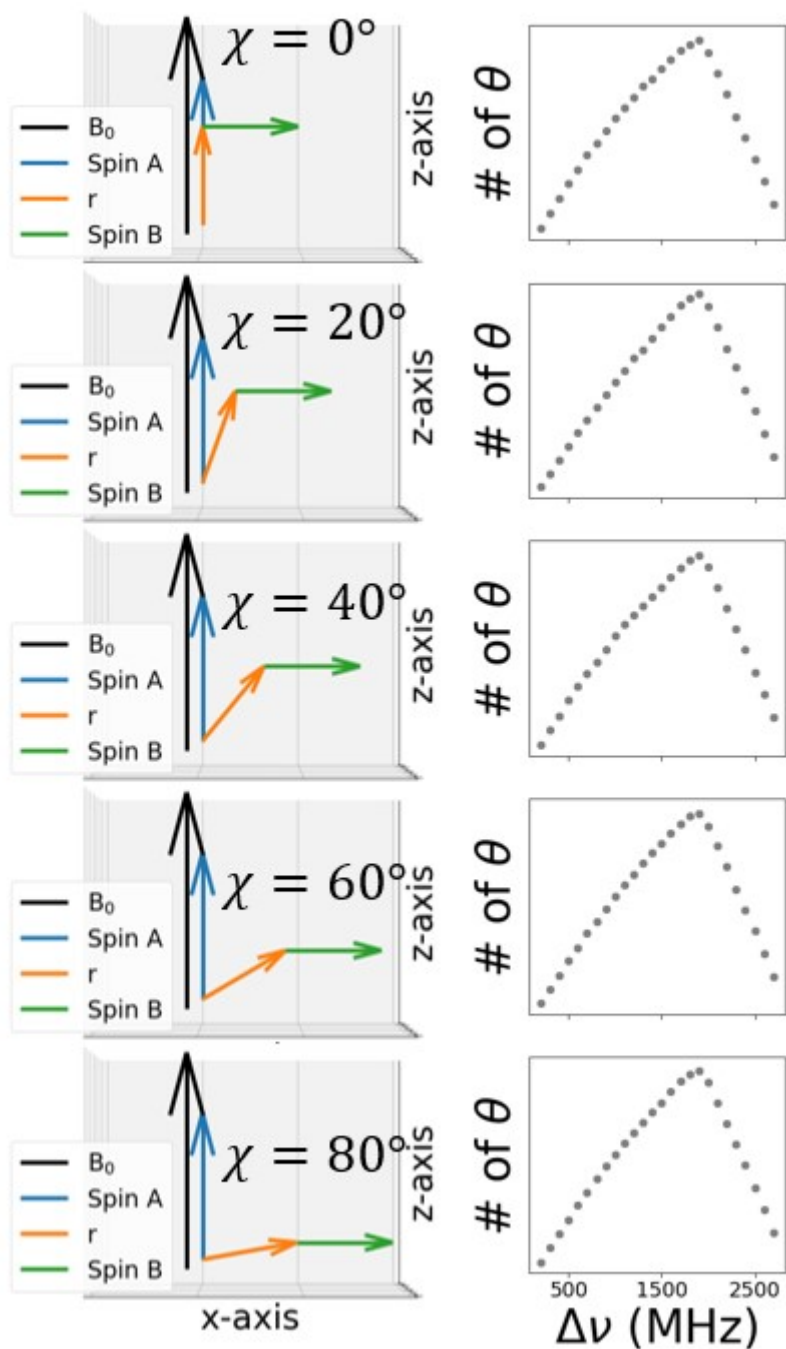 χ = 0°
B₀
Spin A
r
Spin B
z-axis
# of θ
500
1500
2500
χ = 20°
B₀
Spin A
r
Spin B
z-axis
# of θ
χ = 40°
B₀
Spin A
r
Spin B
z-axis
# of θ
χ = 60°
B₀
Spin A
r
Spin B
z-axis
# of θ
χ = 80°
B₀
Spin A
r
Spin B
z-axis
x-axis
# of θ
Δν (MHz)